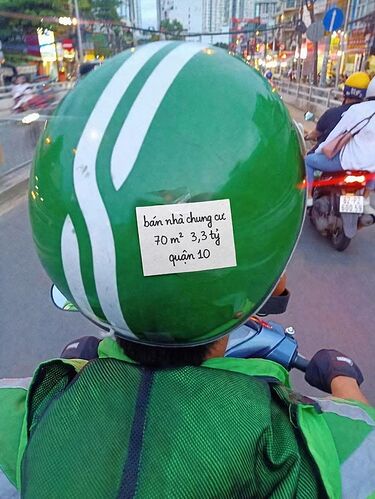 bán nhà chung cư
70 m² 3,3 tỷ
quận 10